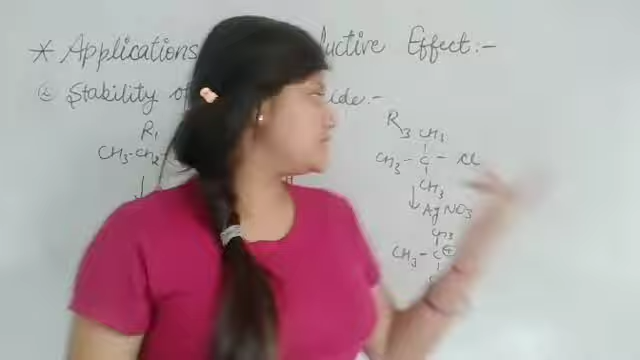 * Applications uctive Effect:-
Stability of ide:-
R1
CH3-CH2
R3
CH3
CH3 - C - Cl
CH3
↓ AgNO3
CH3
CH3 - C⊕